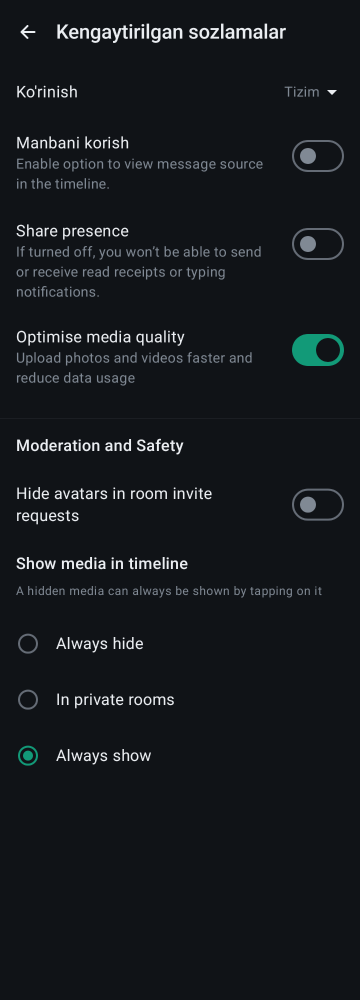 Kengaytirilgan sozlamalar
Ko'rinish
Tizim
Manbani korish
Enable option to view message source
in the timeline.
Share presence
If turned off, you won’t be able to send
or receive read receipts or typing
notifications.
Optimise media quality
Upload photos and videos faster and
reduce data usage
Moderation and Safety
Hide avatars in room invite
requests
Show media in timeline
A hidden media can always be shown by tapping on it
Always hide
In private rooms
Always show